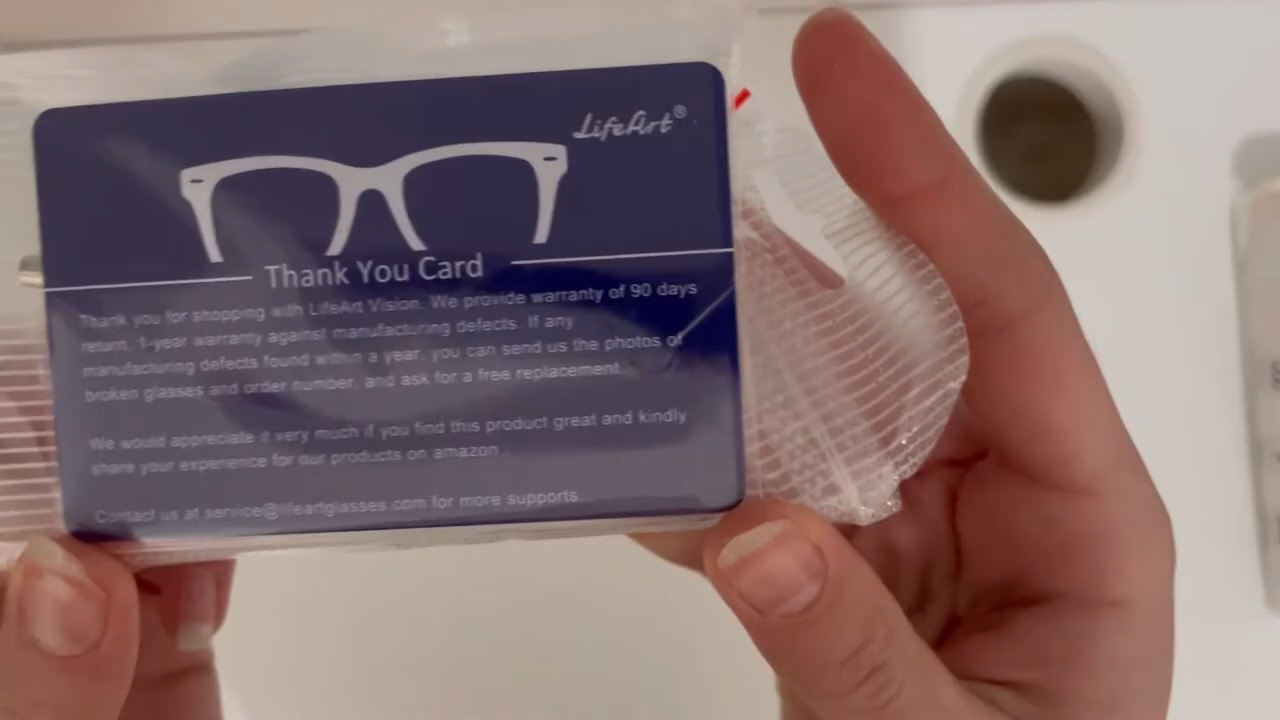 LifeArt®
Thank You Card
Thank you for shopping with LifeArt Vision. We provide warranty of 90 days
return, 1-year warranty against manufacturing defects. If any
manufacturing defects found within a year, you can send us the photos of
broken glasses and order number, and ask for a free replacement.
We would appreciate it very much if you find this product great and kindly
share your experience for our products on amazon.
Contact us at service@lifeartglasses.com for more supports.